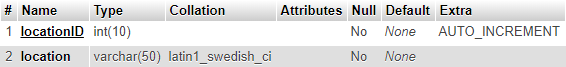 # Name Type Collation Attributes Null Default Extra
1 locationID int(10) No None AUTO_INCREMENT
2 location varchar(50) latin1_swedish_ci No None